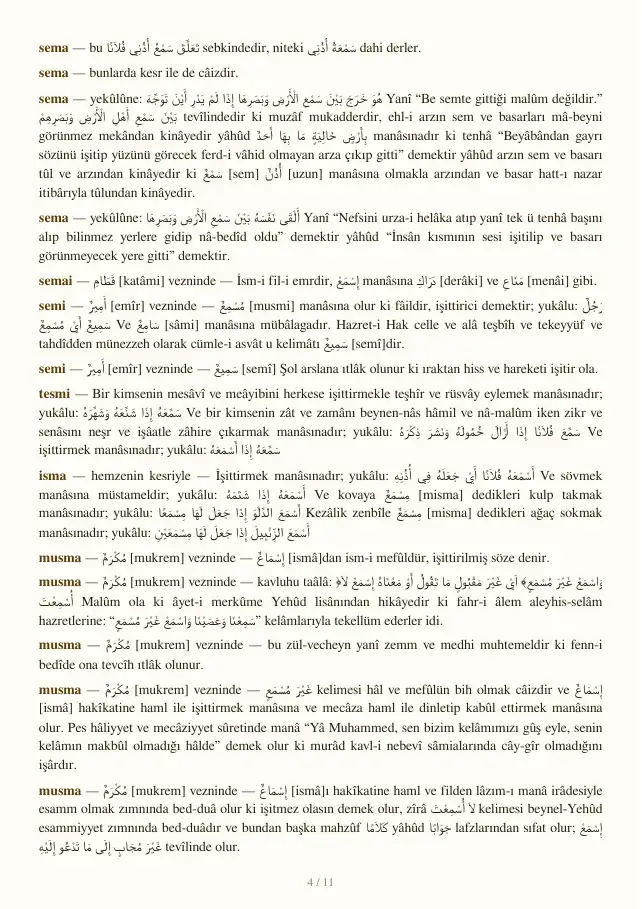 sema — bu تَعَلَّق سَمْعُ أُذُنِي فُلَانًا sebkindedir, niteki سَمْعَةُ أُذُنِي dahi derler.
sema — bunlarda kesr ile de câizdir.
sema — yekûlûne: هُوَ خَرَجَ بَيْنَ سَمْعِ الْأَرْضِ وَبَصَرِهَا إِذَا لَمْ يَدْرِ أَيْنَ تَوَجَّهَ Yanî “Be semte gittiği malûm değildir.”
بَيْنَ سَمْعِ أَهْلِ الْأَرْضِ وَبَصَرِهِمْ tevîlindedir ki muzâf mukadderdir, ehl-i arzın sem ve basarları mâ-beyni
görünmez mekândan kinâyedir yâhûd بِأَرْضٍ خَالِيَةٍ مَا بِهَا أَحَدٌ manâsınadır ki tenhâ “Beyâbândan gayrı
sözünü işitip yüzünü görecek ferd-i vâhid olmayan arza çıkıp gitti” demektir yâhûd arzın sem ve basarı
tûl ve arzından kinâyedir ki سَمْعٌ [sem] أُذُنٌ [uzun] manâsına olmakla arzından ve basar hatt-ı nazar
itibârıyla tûlundan kinâyedir.
sema — yekûlûne: أَلْقَى نَفْسَهُ بَيْنَ سَمْعِ الْأَرْضِ وَبَصَرِهَا Yanî “Nefsini urza-i helâka atıp yanî tek ü tenhâ başını
alıp bilinmez yerlere gidip nâ-bedîd oldu” demektir yâhûd “İnsân kısmının sesi işitilip ve basarı
görünmeyecek yere gitti” demektir.
semai — قَطَامِ [katâmi] vezninde — İsm-i fil-i emrdir, إِسْمَعْ manâsına دَرَاكِ [derâki] ve مَنَاعِ [menâi] gibi.
semi — أَمِيرٌ [emîr] vezninde — مُسْمِعٌ [musmi] manâsına olur ki fâildir, işittirici demektir; yukâlu: رَجُلٌ
سَمِيعٌ أَيْ مُسْمِعٌ Ve سَامِعٌ [sâmi] manâsına mübâlagadır. Hazret-i Hak celle ve alâ teşbîh ve tekeyyüf ve
tahdîdden münezzeh olarak cümle-i asvât u kelimâtı سَمِيعٌ [semî]dir.
semi — أَمِيرٌ [emîr] vezninde — سَمِيعٌ [semî] Şol arslana ıtlâk olunur ki ıraktan hiss ve hareketi işitir ola.
tesmi — Bir kimsenin mesâvî ve meâyibini herkese işittirmekle teşhîr ve rüsvây eylemek manâsınadır;
yukâlu: سَمَّعَهُ إِذَا شَنَّعَهُ وَشَهَّرَهُ Ve bir kimsenin zât ve zamânı beynen-nâs hâmil ve nâ-malûm iken zikr ve
senâsını neşr ve işâatle zâhire çıkarmak manâsınadır; yukâlu: سَمَّعَ فُلَانًا إِذَا أَزَالَ خُمُولَهُ وَنَشَرَ ذِكْرَهُ Ve
işittirmek manâsınadır; yukâlu: سَمَّعَهُ إِذَا أَسْمَعَهُ
isma — hemzenin kesriyle — İşittirmek manâsınadır; yukâlu: أَسْمَعَهُ فُلَانًا أَيْ جَعَلَهُ فِي أُذُنِهِ Ve sövmek
manâsına müstameldir; yukâlu: أَسْمَعَهُ إِذَا شَتَمَهُ Ve kovaya مِسْمَعٌ [misma] dedikleri kulp takmak
manâsınadır; yukâlu: أَسْمَعَ الدَّلْوَ إِذَا جَعَلَ لَهَا مِسْمَعًا Kezâlik zenbîle مِسْمَعٌ [misma] dedikleri ağaç sokmak
manâsınadır; yukâlu: أَسْمَعَ الزِّنْبِيلَ إِذَا جَعَلَ لَهَا مِسْمَعَيْنِ
musma — مُكْرَمٌ [mukrem] vezninde — إِسْمَاعٌ [ismâ]dan ism-i mefûldür, işittirilmiş söze denir.
musma — مُكْرَمٌ [mukrem] vezninde — kavluhu taâlâ: ﴿وَاسْمَعْ غَيْرَ مُسْمَعٍ﴾ اَيْ غَيْرَ مَقْبُولٍ مَا تَقُولُ أَوْ مَعْنَاهُ إِسْمَعْ لَا
أُسْمِعْتَ Malûm ola ki âyet-i merkûme Yehûd lisânından hikâyedir ki fahr-i âlem aleyhis-selâm
hazretlerine: “سَمِعْنَا وَعَصَيْنَا وَاسْمَعْ غَيْرَ مُسْمَعٍ” kelâmlarıyla tekellüm ederler idi.
musma — مُكْرَمٌ [mukrem] vezninde — bu zül-vecheyn yanî zemm ve medhi muhtemeldir ki fenn-i
bedîde ona tevcîh ıtlâk olunur.
musma — مُكْرَمٌ [mukrem] vezninde — غَيْرَ مُسْمَعٍ kelimesi hâl ve mefûlün bih olmak câizdir ve إِسْمَاعٌ
[ismâ] hakîkatine haml ile işittirmek manâsına ve mecâza haml ile dinletip kabûl ettirmek manâsına
olur. Pes hâliyyet ve mecâziyyet sûretinde manâ “Yâ Muhammed, sen bizim kelâmımızı gûş eyle, senin
kelâmın makbûl olmadığı hâlde” demek olur ki murâd kavl-i nebevî sâmialarında cây-gîr olmadığını
işârdır.
musma — مُكْرَمٌ [mukrem] vezninde — إِسْمَاعٌ [ismâ]ı hakîkatine haml ve filden lâzım-ı manâ irâdesiyle
esamm olmak zımnında bed-duâ olur ki işitmez olasın demek olur, zîrâ لَا أُسْمِعْتَ kelimesi beynel-Yehûd
esammiyyet zımnında bed-duâdır ve bundan başka mahzûf كَلَامًا yâhûd جَوَابًا lafzlarından sıfat olur; إِسْمَعْ
غَيْرَ مُجَابٍ إِلَى مَا تَدْعُو إِلَيْهِ tevîlinde olur.
4 / 11